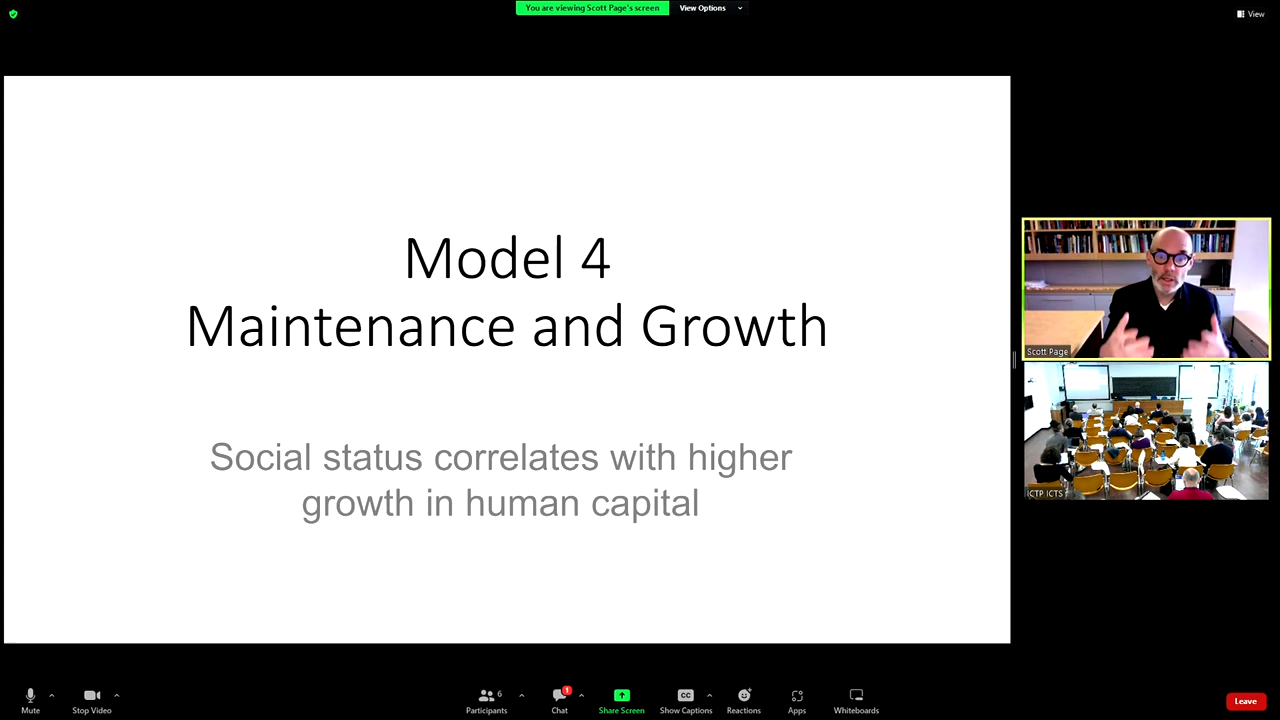 You are viewing Scott Page's screen
View Options
View
Model 4
Maintenance and Growth
Social status correlates with higher
growth in human capital
Scott Page
ICTP ICTS
Mute
Stop Video
6
Participants
1
Chat
Share Screen
CC
Show Captions
Reactions
Apps
Whiteboards
Leave